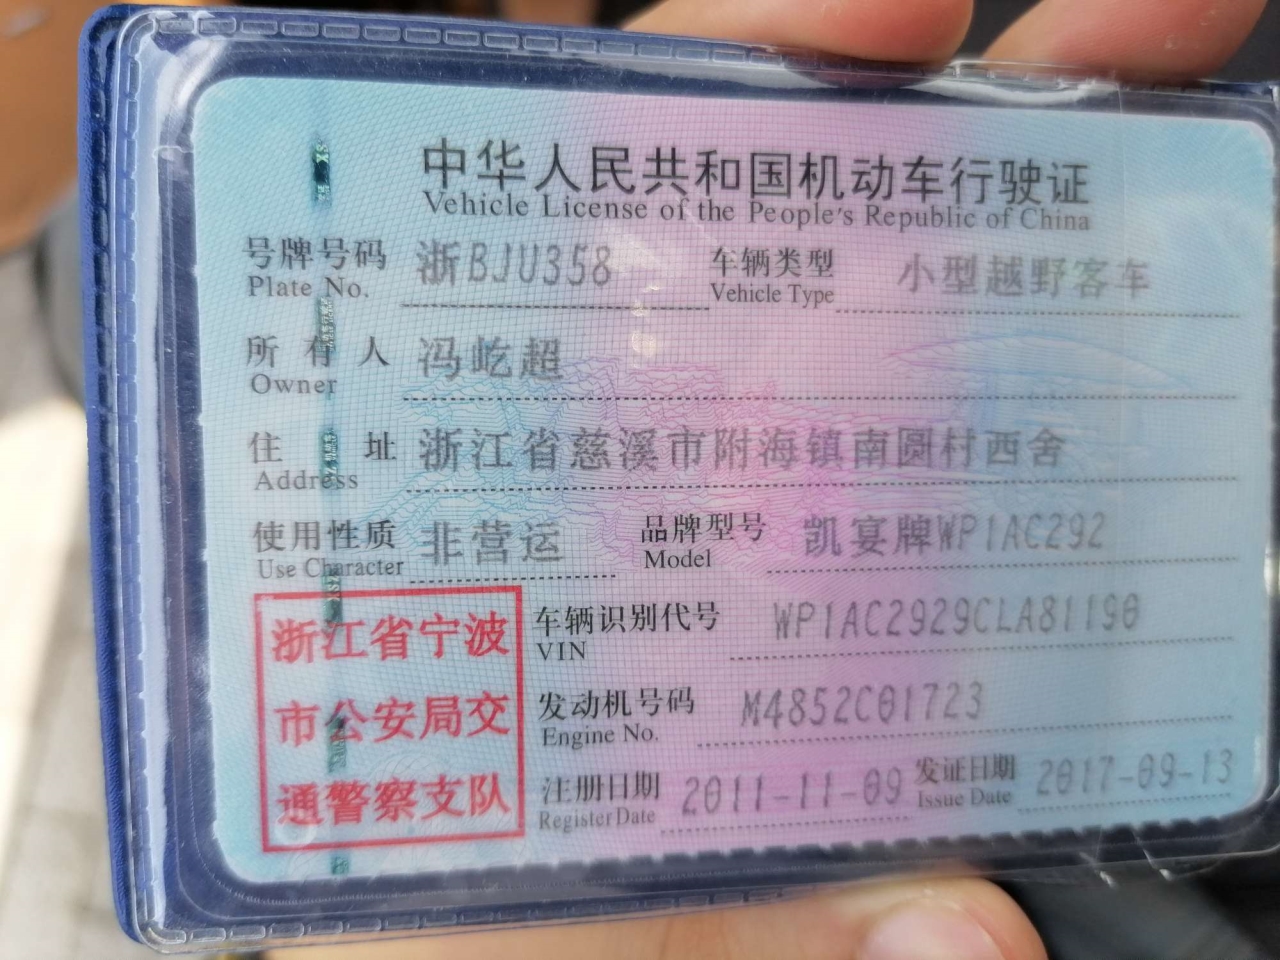 中华人民共和国机动车行驶证
Vehicle License of the People's Republic of China
号牌号码 浙BJU358 车辆类型 小型越野客车
Plate No. Vehicle Type
所有人 冯屹超
Owner
住址 浙江省慈溪市附海镇南圆村西舍
Address
使用性质 非营运 品牌型号 凯宴牌WP1AC292
Use Character Model
浙江省宁波 车辆识别代号 WP1AC2929CLA81190
VIN
市公安局交 发动机号码 M4852C01723
Engine No.
通警察支队 注册日期 2011-11-09 发证日期 2017-09-13
Register Date Issue Date